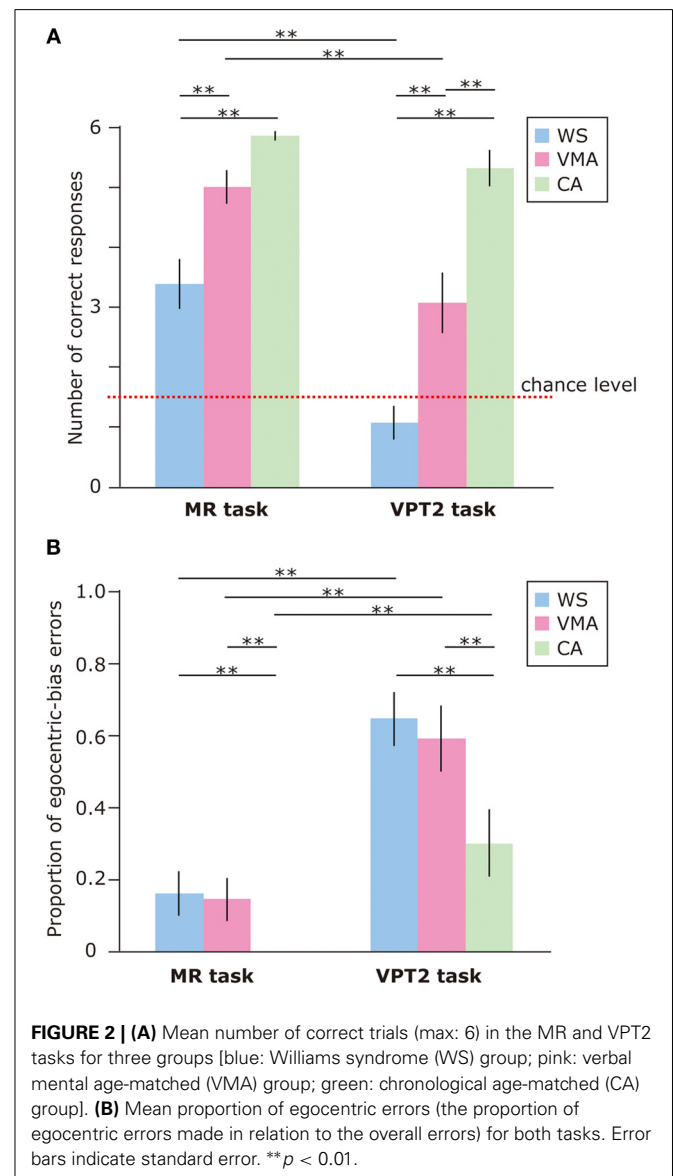 A
**
**
** ** **
** **
6
3
0
Number of correct responses
WS
VMA
CA
chance level
MR task VPT2 task
B
**
**
**
** **
** **
1.0
0.8
0.6
0.4
0.2
0
Proportion of egocentric-bias errors
WS
VMA
CA
MR task VPT2 task
FIGURE 2 | (A) Mean number of correct trials (max: 6) in the MR and VPT2
tasks for three groups [blue: Williams syndrome (WS) group; pink: verbal
mental age-matched (VMA) group; green: chronological age-matched (CA)
group]. (B) Mean proportion of egocentric errors (the proportion of
egocentric errors made in relation to the overall errors) for both tasks. Error
bars indicate standard error. **p < 0.01.